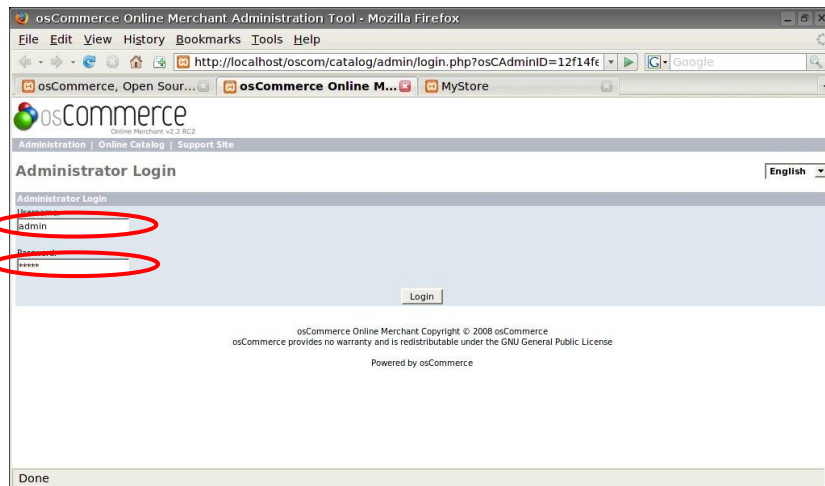 osCommerce Online Merchant Administration Tool - Mozilla Firefox
File Edit View History Bookmarks Tools Help
http://localhost/oscom/catalog/admin/login.php?osCAdminID=12f14fe G Google
osCommerce, Open Sour... osCommerce Online M... MyStore
osCommerce
Online Merchant v2.2 RC2
Administration | Online Catalog | Support Site
Administrator Login English
Administrator Login
Username:
admin
Password:
*****
Login
osCommerce Online Merchant Copyright © 2008 osCommerce
osCommerce provides no warranty and is redistributable under the GNU General Public License
Powered by osCommerce
Done